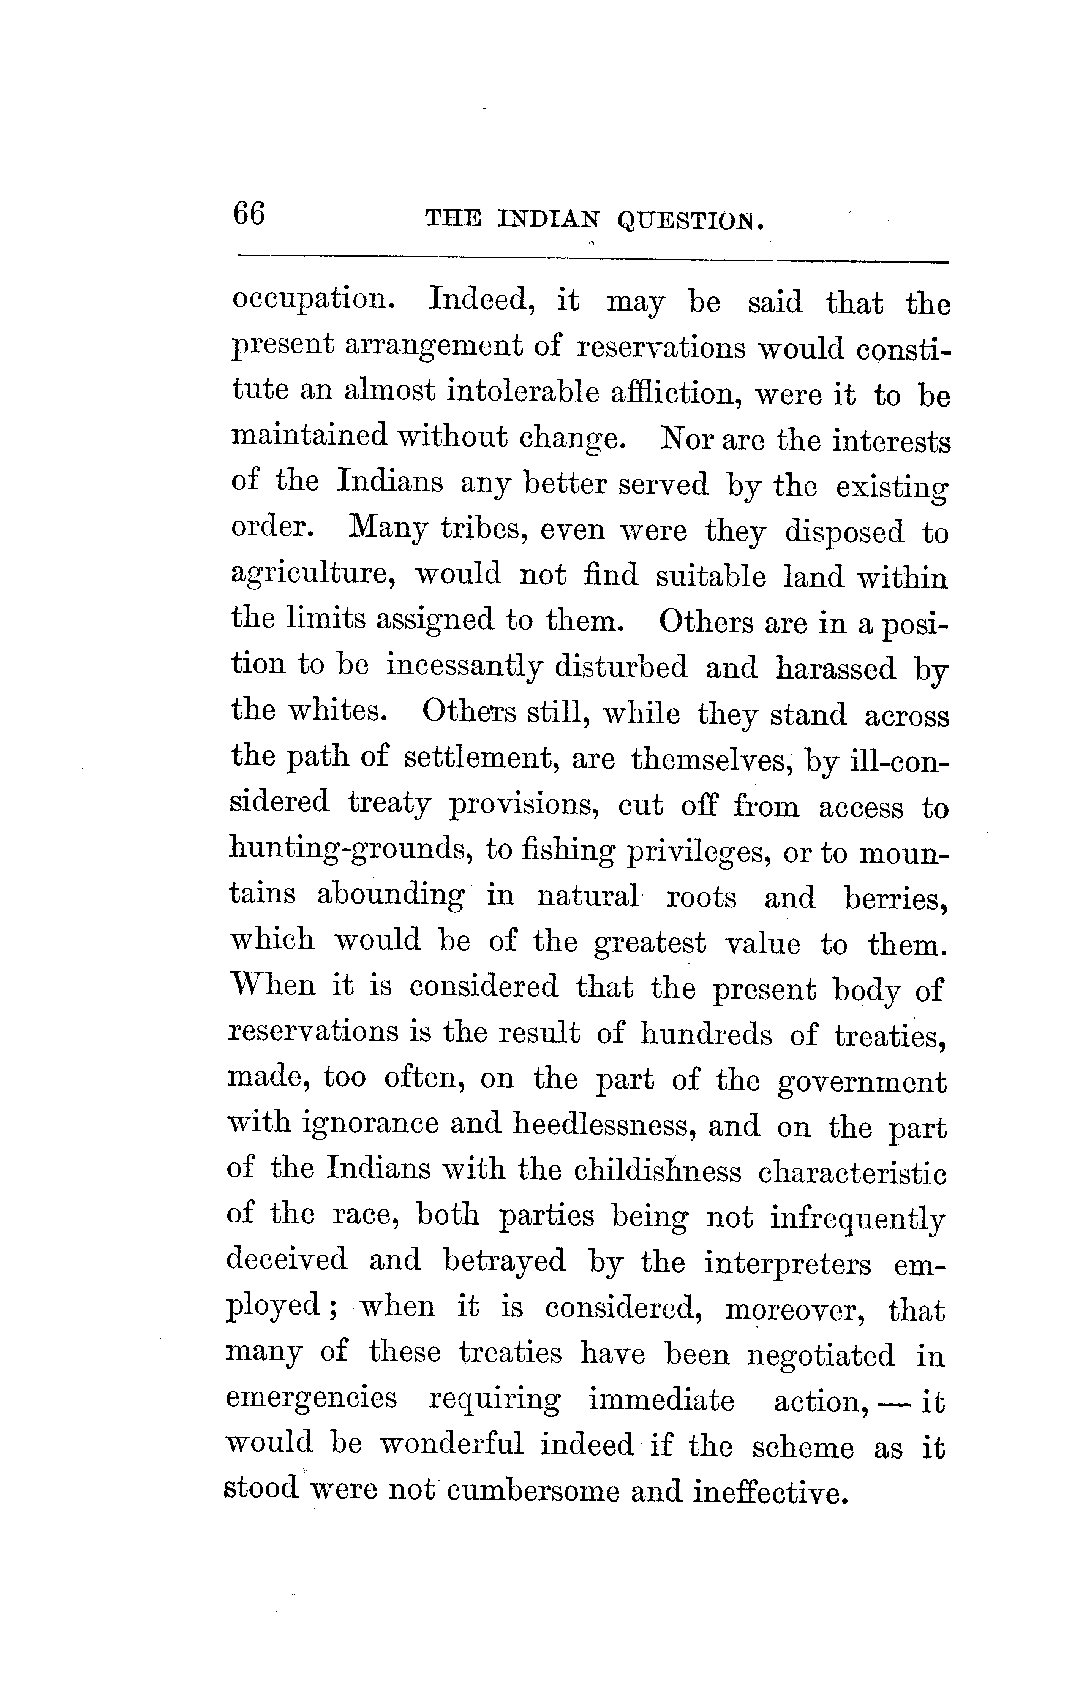 66 THE INDIAN QUESTION.
occupation. Indeed, it may be said that the
present arrangement of reservations would consti-
tute an almost intolerable affliction, were it to be
maintained without change. Nor are the interests
of the Indians any better served by the existing
order. Many tribes, even were they disposed to
agriculture, would not find suitable land within
the limits assigned to them. Others are in a posi-
tion to be incessantly disturbed and harassed by
the whites. Others still, while they stand across
the path of settlement, are themselves, by ill-con-
sidered treaty provisions, cut off from access to
hunting-grounds, to fishing privileges, or to moun-
tains abounding in natural roots and berries,
which would be of the greatest value to them.
When it is considered that the present body of
reservations is the result of hundreds of treaties,
made, too often, on the part of the government
with ignorance and heedlessness, and on the part
of the Indians with the childishness characteristic
of the race, both parties being not infrequently
deceived and betrayed by the interpreters em-
ployed; when it is considered, moreover, that
many of these treaties have been negotiated in
emergencies requiring immediate action,— it
would be wonderful indeed if the scheme as it
stood were not cumbersome and ineffective.